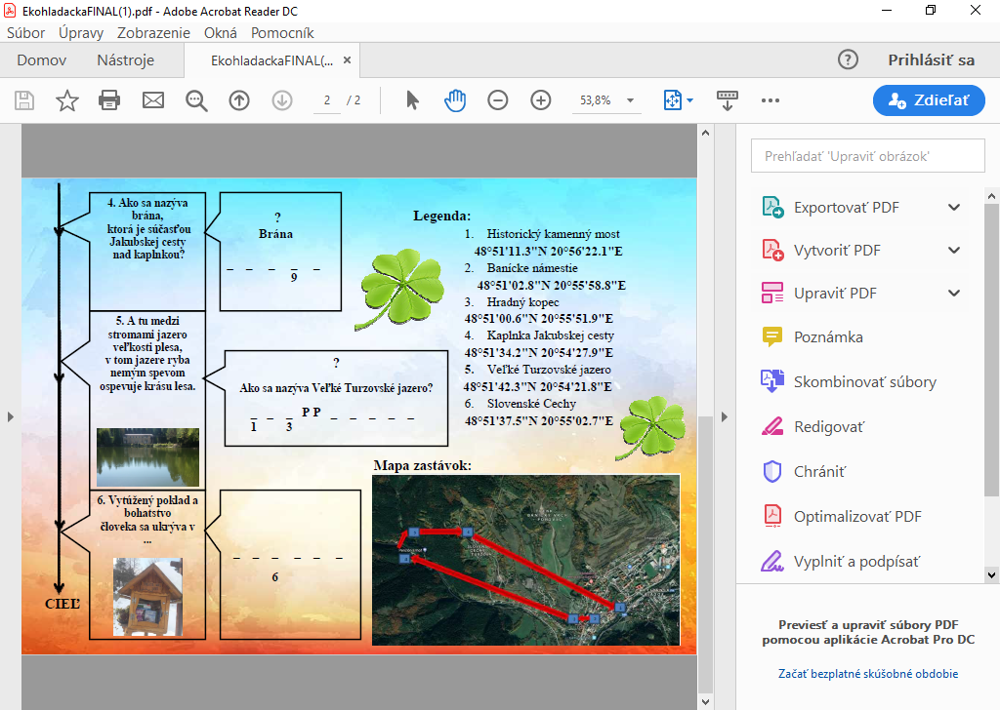 EkohladackaFINAL(1).pdf - Adobe Acrobat Reader DC
Súbor Úpravy Zobrazenie Okná Pomocník
Domov Nástroje EkohladackaFINAL(... × Prihlásiť sa
2 / 2 53,8% Zdieľať
4. Ako sa nazýva
brána,
ktorá je súčasťou
Jakubskej cesty
nad kaplnkou?
?
Brána
_ _ _ _ _
9
5. A tu medzi
stromami jazero
veľkosti plesa,
v tom jazere ryba
nemým spevom
ospevuje krásu lesa.
?
Ako sa nazýva Veľké Turzovské jazero?
_ _ _ P P _ _ _ _ _
1 3
6. Vytúžený poklad a
bohatstvo
človeka sa ukrýva v
...
_ _ _ _ _ _ _
6
CIEĽ
Legenda:
1. Historický kamenný most
48°51'11.3"N 20°56'22.1"E
2. Banícke námestie
48°51'02.8"N 20°55'58.8"E
3. Hradný kopec
48°51'00.6"N 20°55'51.9"E
4. Kaplnka Jakubskej cesty
48°51'34.2"N 20°54'27.9"E
5. Veľké Turzovské jazero
48°51'42.3"N 20°54'21.8"E
6. Slovenské Cechy
48°51'37.5"N 20°55'02.7"E
Mapa zastávok:
Prehľadať 'Upraviť obrázok'
Exportovať PDF
Vytvoriť PDF
Upraviť PDF
Poznámka
Skombinovať súbory
Redigovať
Chrániť
Optimalizovať PDF
Vyplniť a podpísať
Previesť a upraviť súbory PDF
pomocou aplikácie Acrobat Pro DC
Začať bezplatné skúšobné obdobie